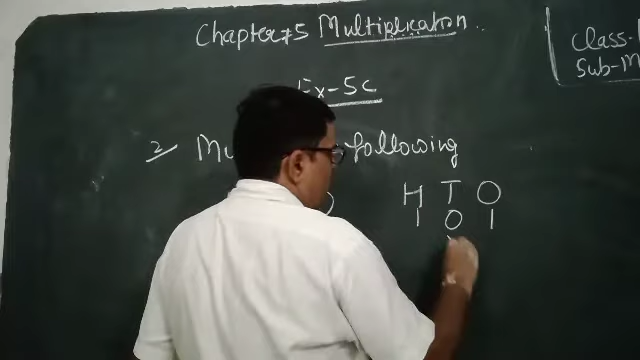 Chapter 5 Multiplication
Class-
Sub-M
Ex-5C
2 Mu following
H T O
1 0 1